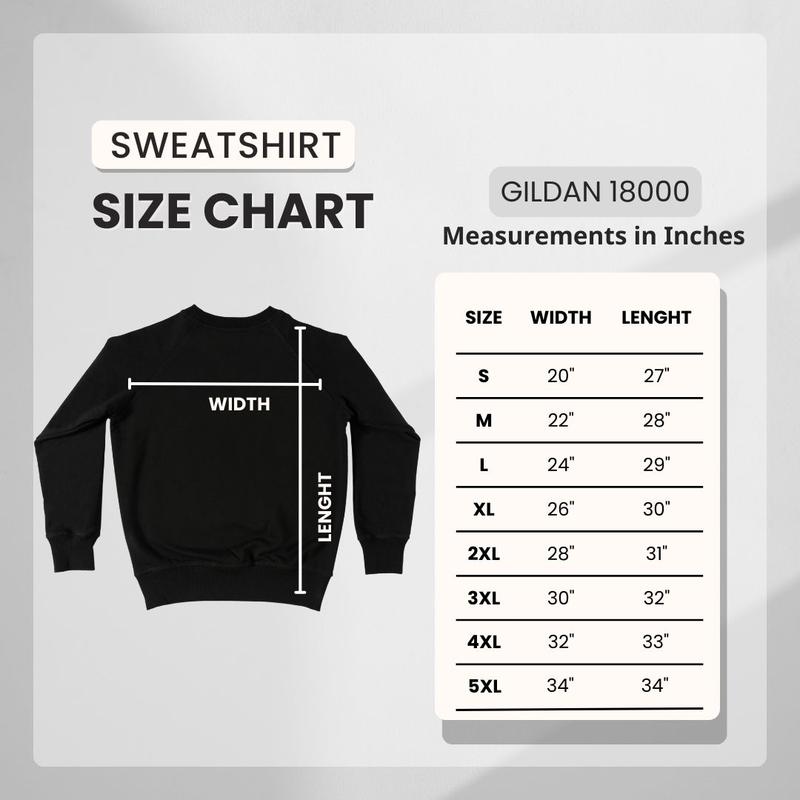 SWEATSHIRT
SIZE CHART
GILDAN 18000
Measurements in Inches
WIDTH
LENGHT
SIZE WIDTH LENGHT
S 20" 27"
M 22" 28"
L 24" 29"
XL 26" 30"
2XL 28" 31"
3XL 30" 32"
4XL 32" 33"
5XL 34" 34"